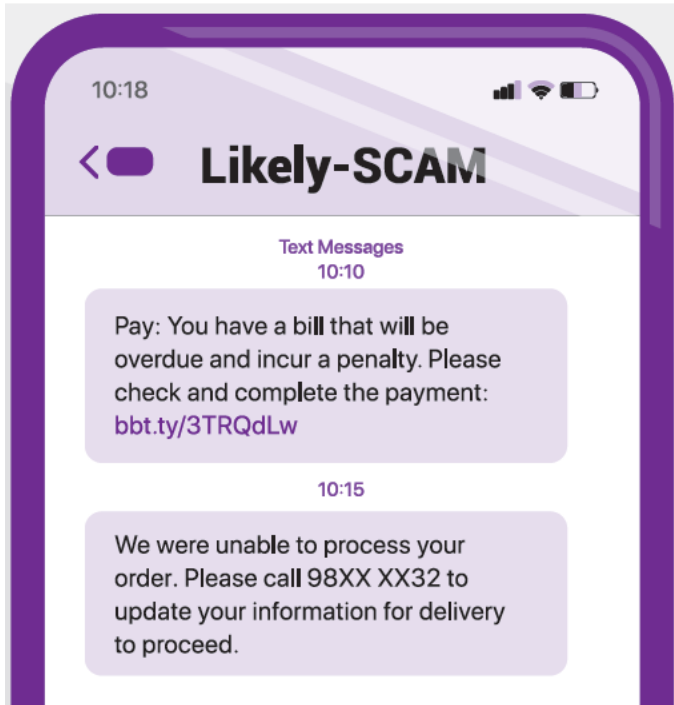 10:18
Likely-SCAM
Text Messages
10:10
Pay: You have a bill that will be
overdue and incur a penalty. Please
check and complete the payment:
bbt.ty/3TRQdLw
10:15
We were unable to process your
order. Please call 98XX XX32 to
update your information for delivery
to proceed.